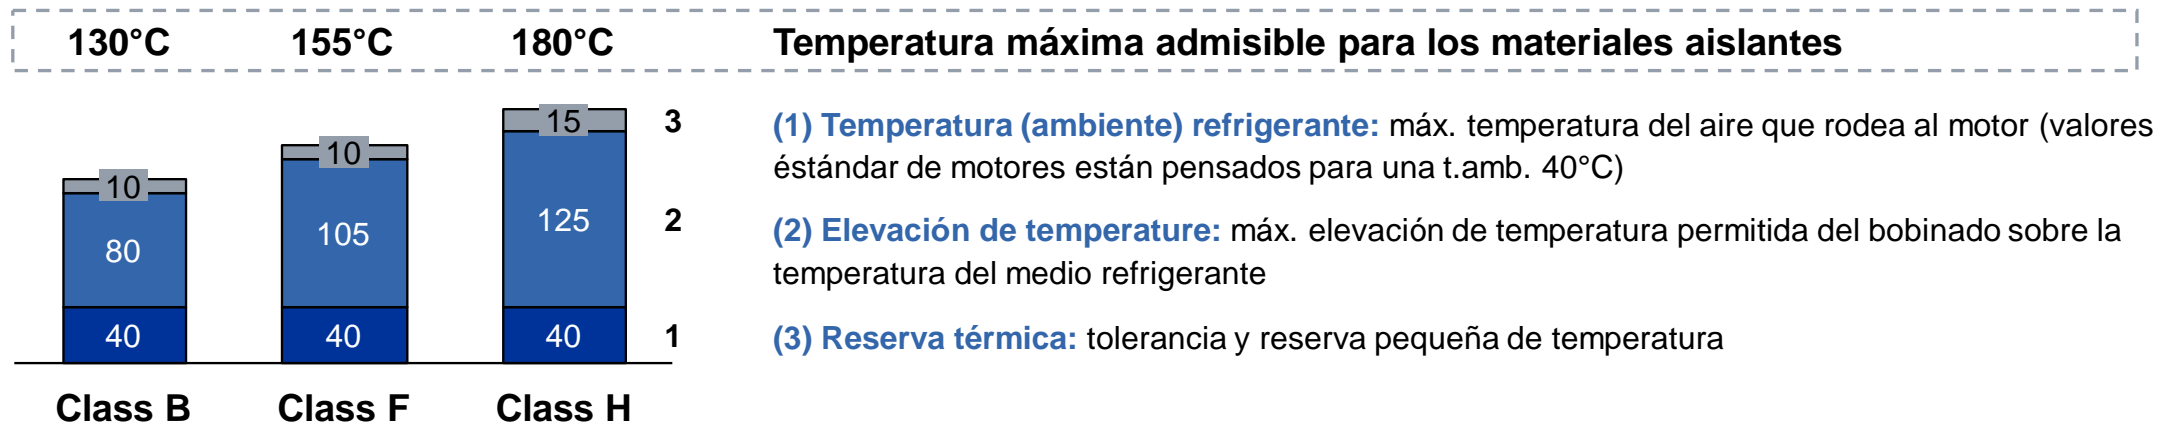 130°C 155°C 180°C Temperatura máxima admisible para los materiales aislantes
10 10 15 3
80 105 125 2
40 40 40 1
Class B Class F Class H
(1) Temperatura (ambiente) refrigerante: máx. temperatura del aire que rodea al motor (valores
éstándar de motores están pensados para una t.amb. 40°C)
(2) Elevación de temperature: máx. elevación de temperatura permitida del bobinado sobre la
temperatura del medio refrigerante
(3) Reserva térmica: tolerancia y reserva pequeña de temperatura